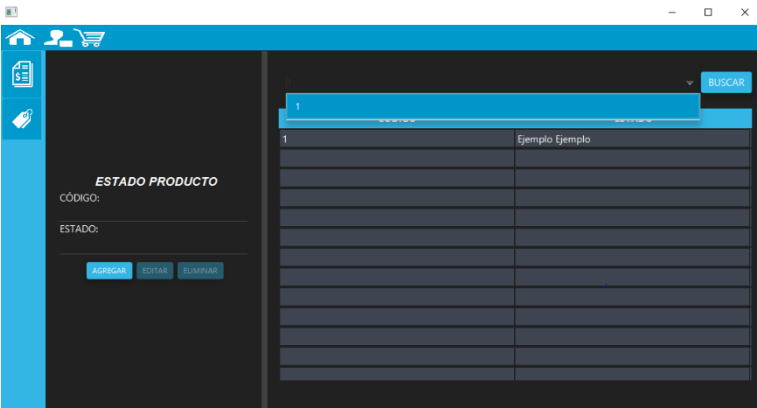 BUSCAR
1
1 Ejemplo Ejemplo
ESTADO PRODUCTO
CÓDIGO:
ESTADO:
AGREGAR EDITAR ELIMINAR